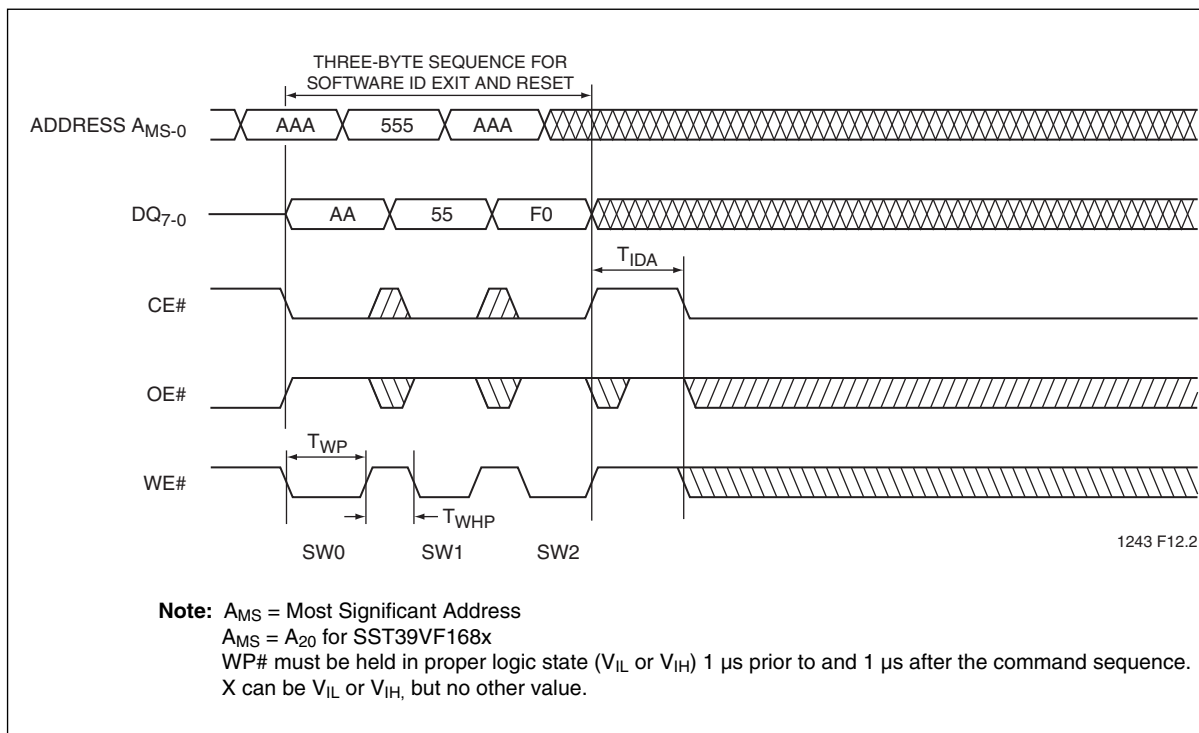 THREE-BYTE SEQUENCE FOR
SOFTWARE ID EXIT AND RESET
ADDRESS AMS-0
AAA
555
AAA
DQ7-0
AA
55
F0
TIDA
CE#
OE#
TWP
WE#
TWHP
SW0
SW1
SW2
1243 F12.2
Note: AMS = Most Significant Address
AMS = A20 for SST39VF168x
WP# must be held in proper logic state (VIL or VIH) 1 µs prior to and 1 µs after the command sequence.
X can be VIL or VIH, but no other value.